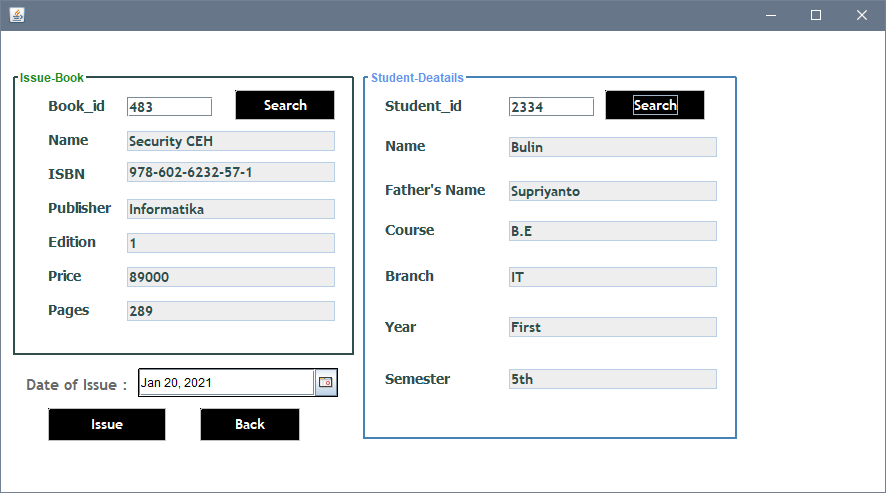 Issue-Book
Book_id 483 Search
Name Security CEH
ISBN 978-602-6232-57-1
Publisher Informatika
Edition 1
Price 89000
Pages 289
Date of Issue : Jan 20, 2021
Issue Back
Student-Deatails
Student_id 2334 Search
Name Bulin
Father's Name Supriyanto
Course B.E
Branch IT
Year First
Semester 5th